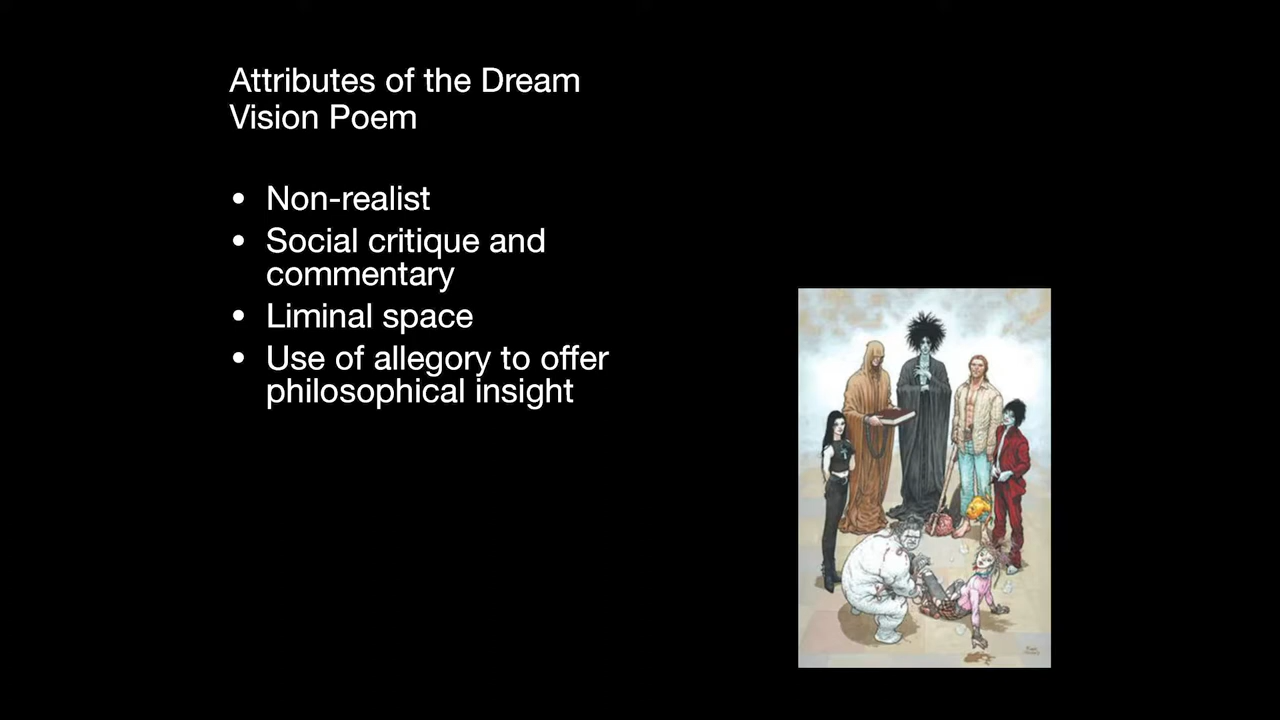 Attributes of the Dream
Vision Poem
• Non-realist
• Social critique and
commentary
• Liminal space
• Use of allegory to offer
philosophical insight